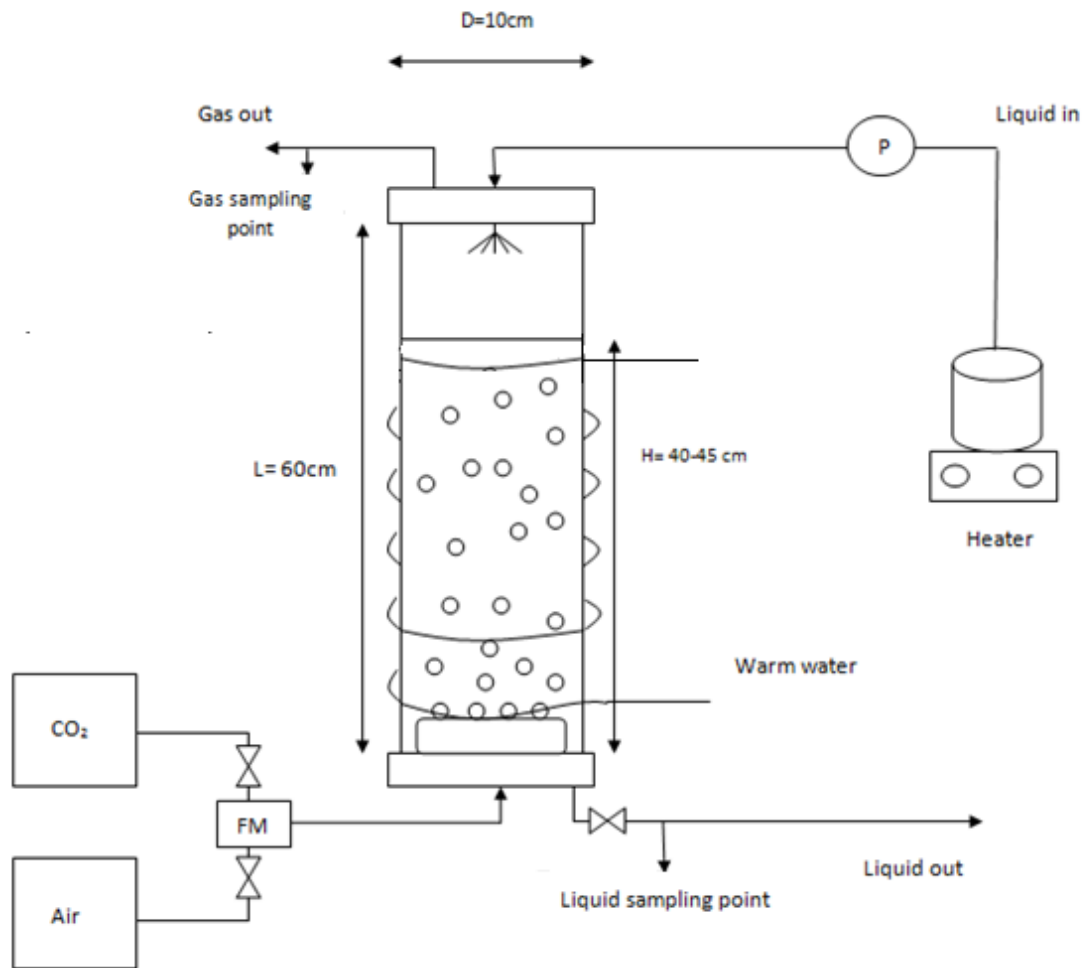 D=10cm
Gas out
Liquid in
P
Gas sampling
point
L= 60cm
H= 40-45 cm
Heater
Warm water
CO₂
FM
Air
Liquid out
Liquid sampling point